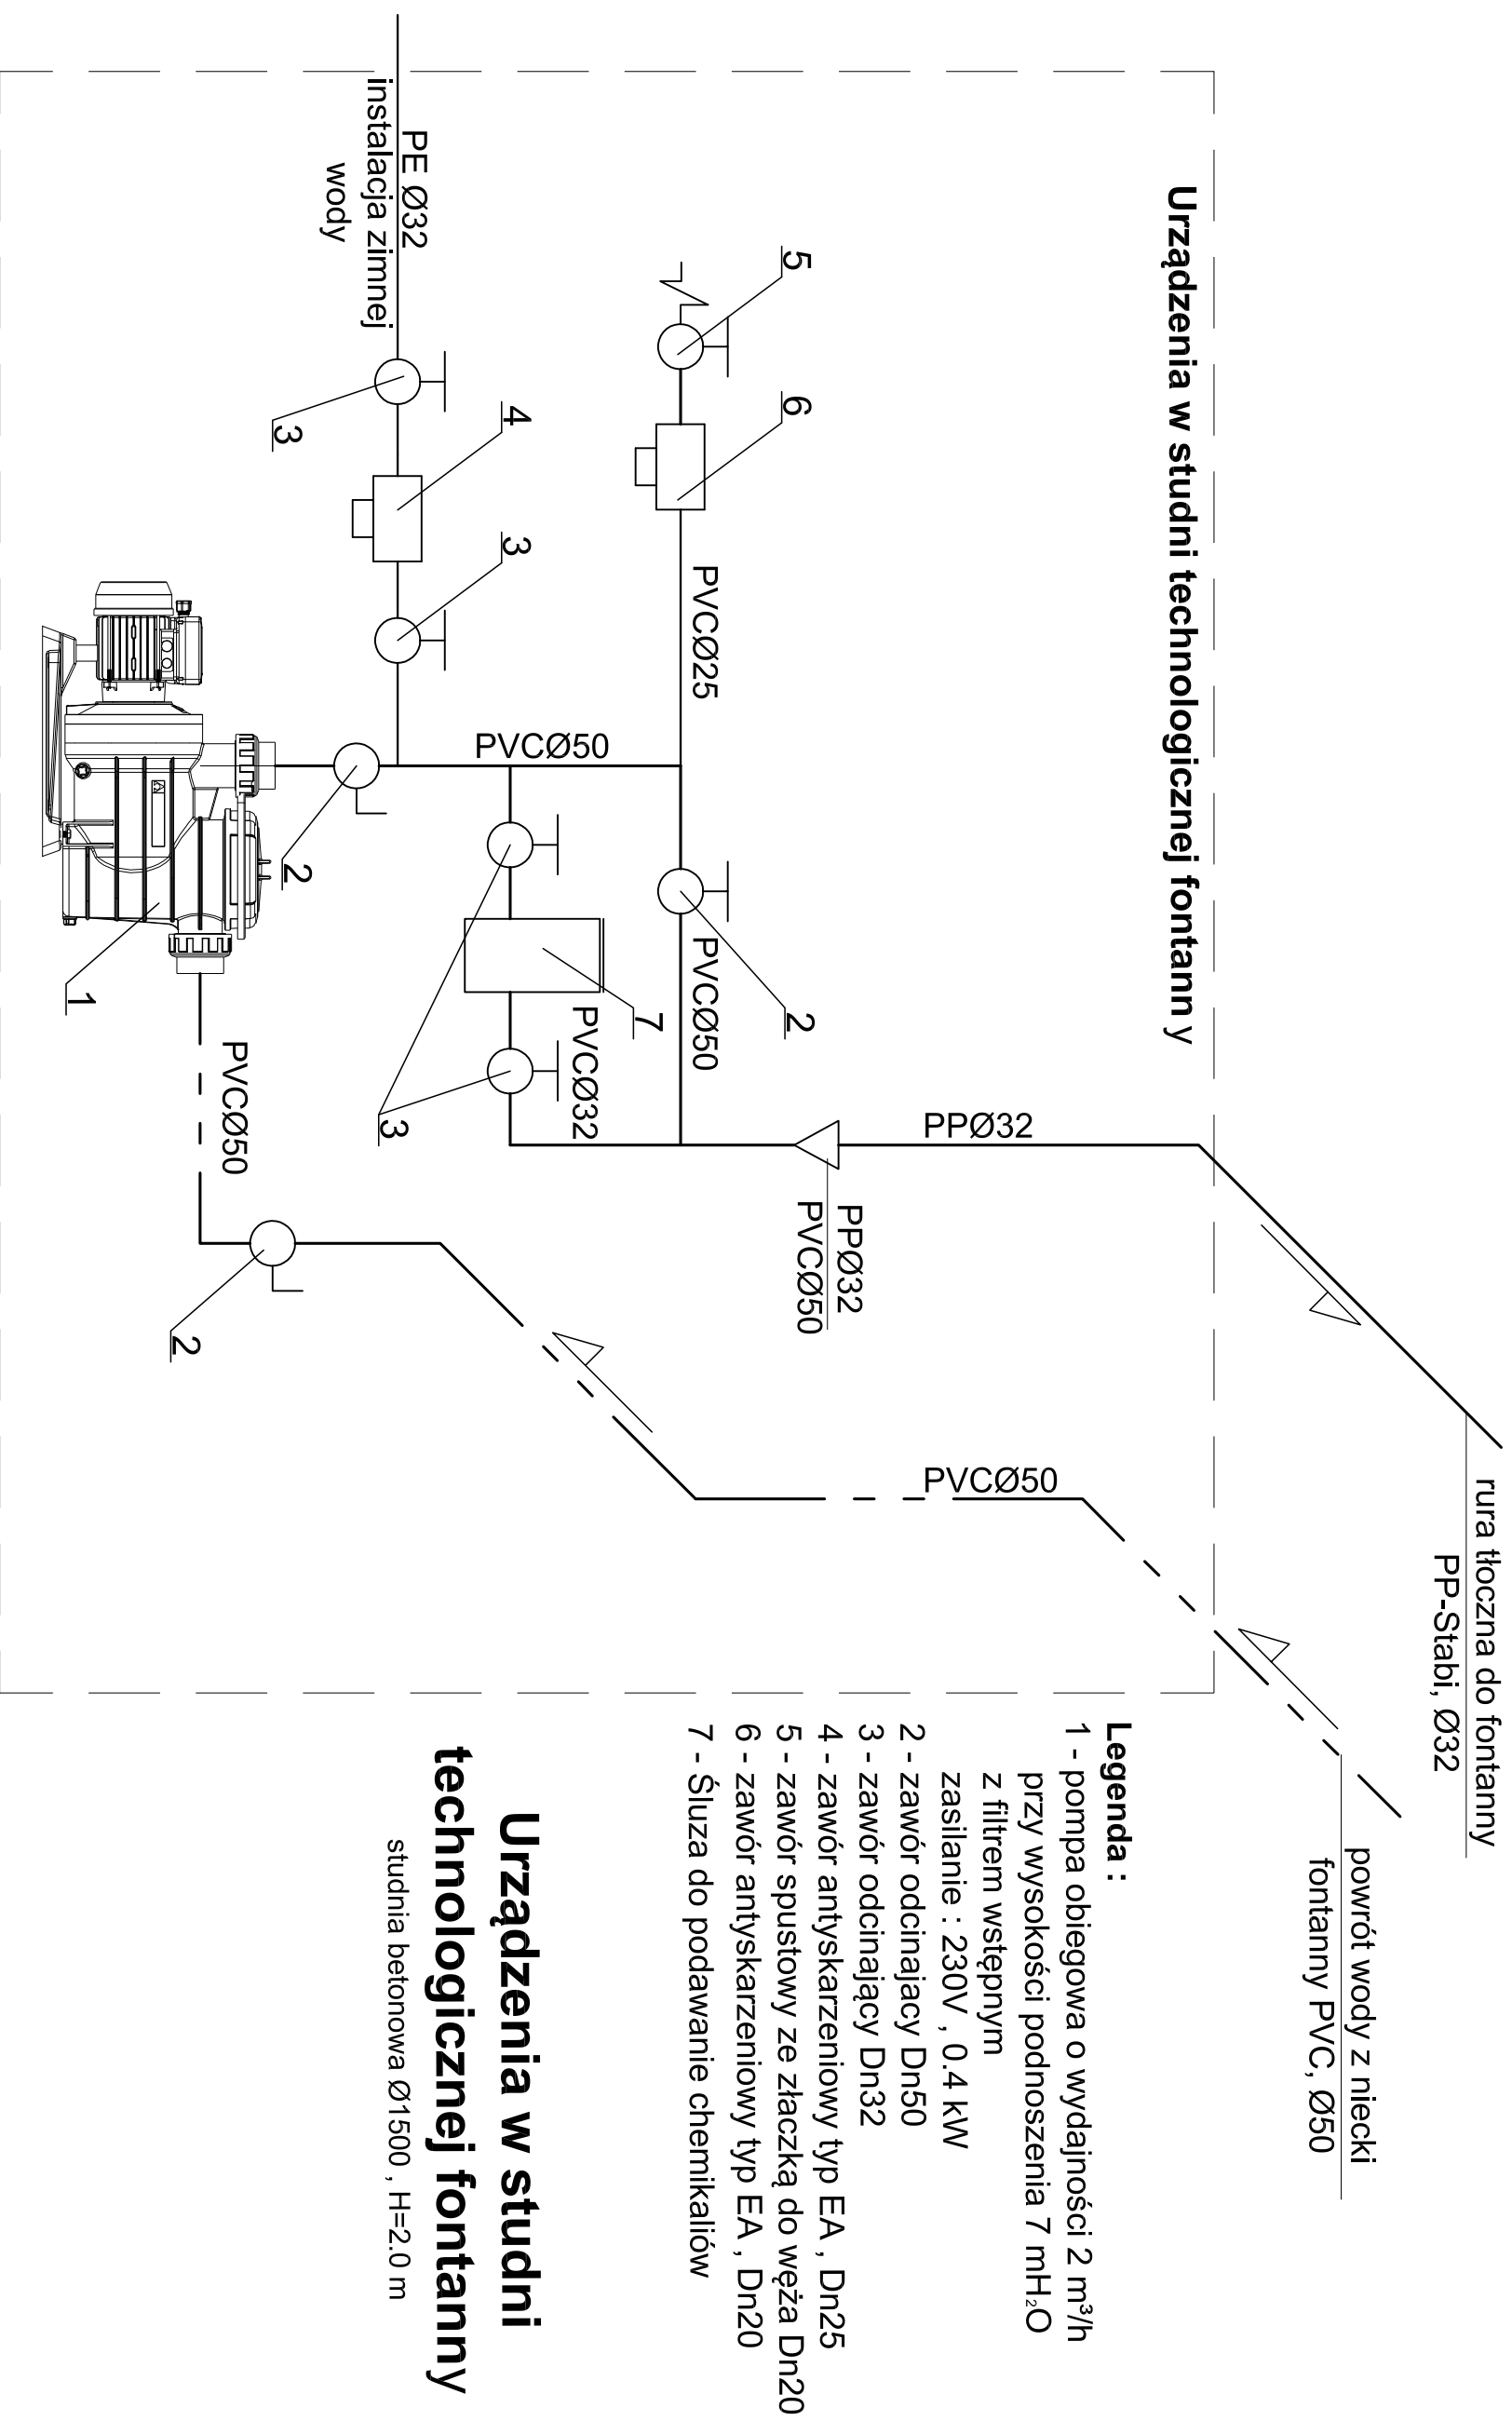 rura tłoczna do fontanny
PP-Stabi, Ø32
powrót wody z niecki
fontanny PVC, Ø50
Urządzenia w studni technologicznej fontann y
PPØ32
PPØ32
PVCØ50
PVCØ50
5
6
PVCØ25
2
PVCØ50
PVCØ50
7
PVCØ32
4
3
PE Ø32
instalacja zimnej
wody
3
3
2
PVCØ50
1
2
Legenda :
1 - pompa obiegowa o wydajności 2 m³/h
przy wysokości podnoszenia 7 mH₂O
z filtrem wstępnym
zasilanie : 230V , 0.4 kW
2 - zawór odcinajacy Dn50
3 - zawór odcinający Dn32
4 - zawór antyskarzeniowy typ EA , Dn25
5 - zawór spustowy ze złaczką do węża Dn20
6 - zawór antyskarzeniowy typ EA , Dn20
7 - Śluza do podawanie chemikaliów
Urządzenia w studni
technologicznej fontanny
studnia betonowa Ø1500 , H=2.0 m